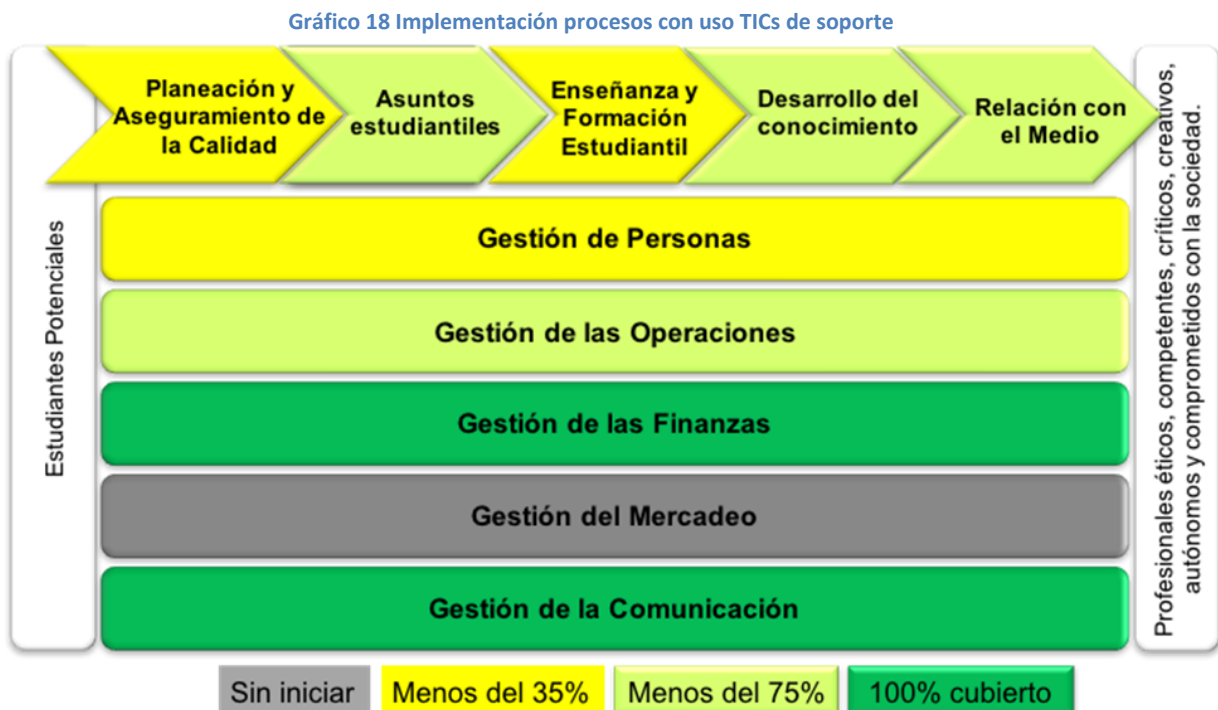 Gráfico 18 Implementación procesos con uso TICs de soporte
Estudiantes Potenciales
Planeación y
Aseguramiento de
la Calidad
Asuntos
estudiantiles
Enseñanza y
Formación
Estudiantil
Desarrollo del
conocimiento
Relación con
el Medio
Gestión de Personas
Gestión de las Operaciones
Gestión de las Finanzas
Gestión del Mercadeo
Gestión de la Comunicación
Profesionales éticos, competentes, críticos, creativos,
autónomos y comprometidos con la sociedad.
Sin iniciar
Menos del 35%
Menos del 75%
100% cubierto